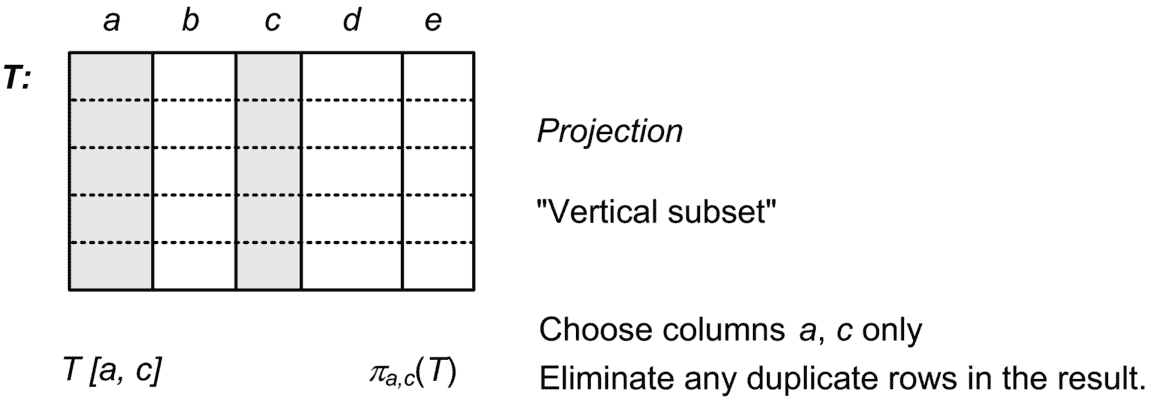 a b c d e
T:
Projection
"Vertical subset"
Choose columns a, c only
T [a, c] πa,c(T)
Eliminate any duplicate rows in the result.